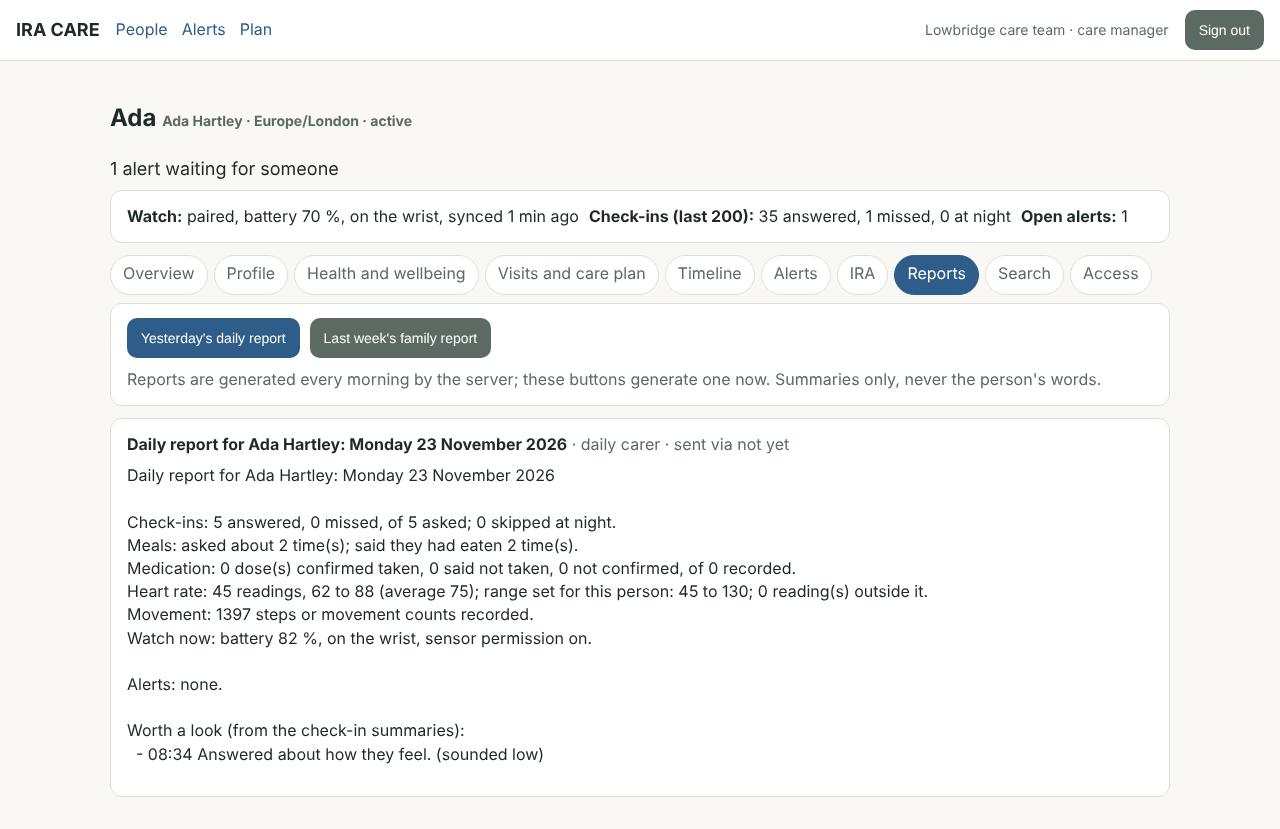 IRA CARE People Alerts Plan Lowbridge care team · care manager Sign out
Ada Ada Hartley · Europe/London · active
1 alert waiting for someone
Watch: paired, battery 70 %, on the wrist, synced 1 min ago Check-ins (last 200): 35 answered, 1 missed, 0 at night Open alerts: 1
Overview Profile Health and wellbeing Visits and care plan Timeline Alerts IRA Reports Search Access
Yesterday's daily report Last week's family report
Reports are generated every morning by the server; these buttons generate one now. Summaries only, never the person's words.
Daily report for Ada Hartley: Monday 23 November 2026 · daily carer · sent via not yet
Daily report for Ada Hartley: Monday 23 November 2026
Check-ins: 5 answered, 0 missed, of 5 asked; 0 skipped at night.
Meals: asked about 2 time(s); said they had eaten 2 time(s).
Medication: 0 dose(s) confirmed taken, 0 said not taken, 0 not confirmed, of 0 recorded.
Heart rate: 45 readings, 62 to 88 (average 75); range set for this person: 45 to 130; 0 reading(s) outside it.
Movement: 1397 steps or movement counts recorded.
Watch now: battery 82 %, on the wrist, sensor permission on.
Alerts: none.
Worth a look (from the check-in summaries):
- 08:34 Answered about how they feel. (sounded low)